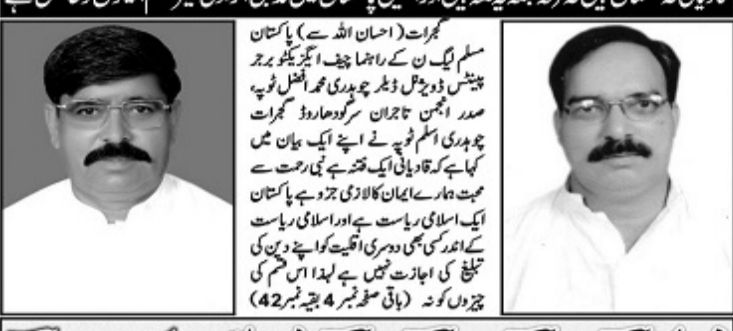 گجرات (احسان اللہ سے) پاکستان
مسلم لیگ ن کے راہنما چیف ایگزیکٹو برجر
پینٹس ڈویژنل ڈیلر چوہدری محمد افضل ٹوپہ،
صدر انجمن تاجران سرگودھا روڈ گجرات
چوہدری اسلم ٹوپہ نے اپنے ایک بیان میں
کہا ہے کہ قادیانی ایک فتنہ ہے نبی رحمت سے
محبت ہمارے ایمان کا لازمی جزو ہے پاکستان
ایک اسلامی ریاست ہے اور اسلامی ریاست
کے اندر کسی بھی دوسری اقلیت کو اپنے دین کی
تبلیغ کی اجازت نہیں ہے لہذا اس قسم کی
چیزوں کو نہ (باقی صفحہ نمبر 4 بقیہ نمبر 42)